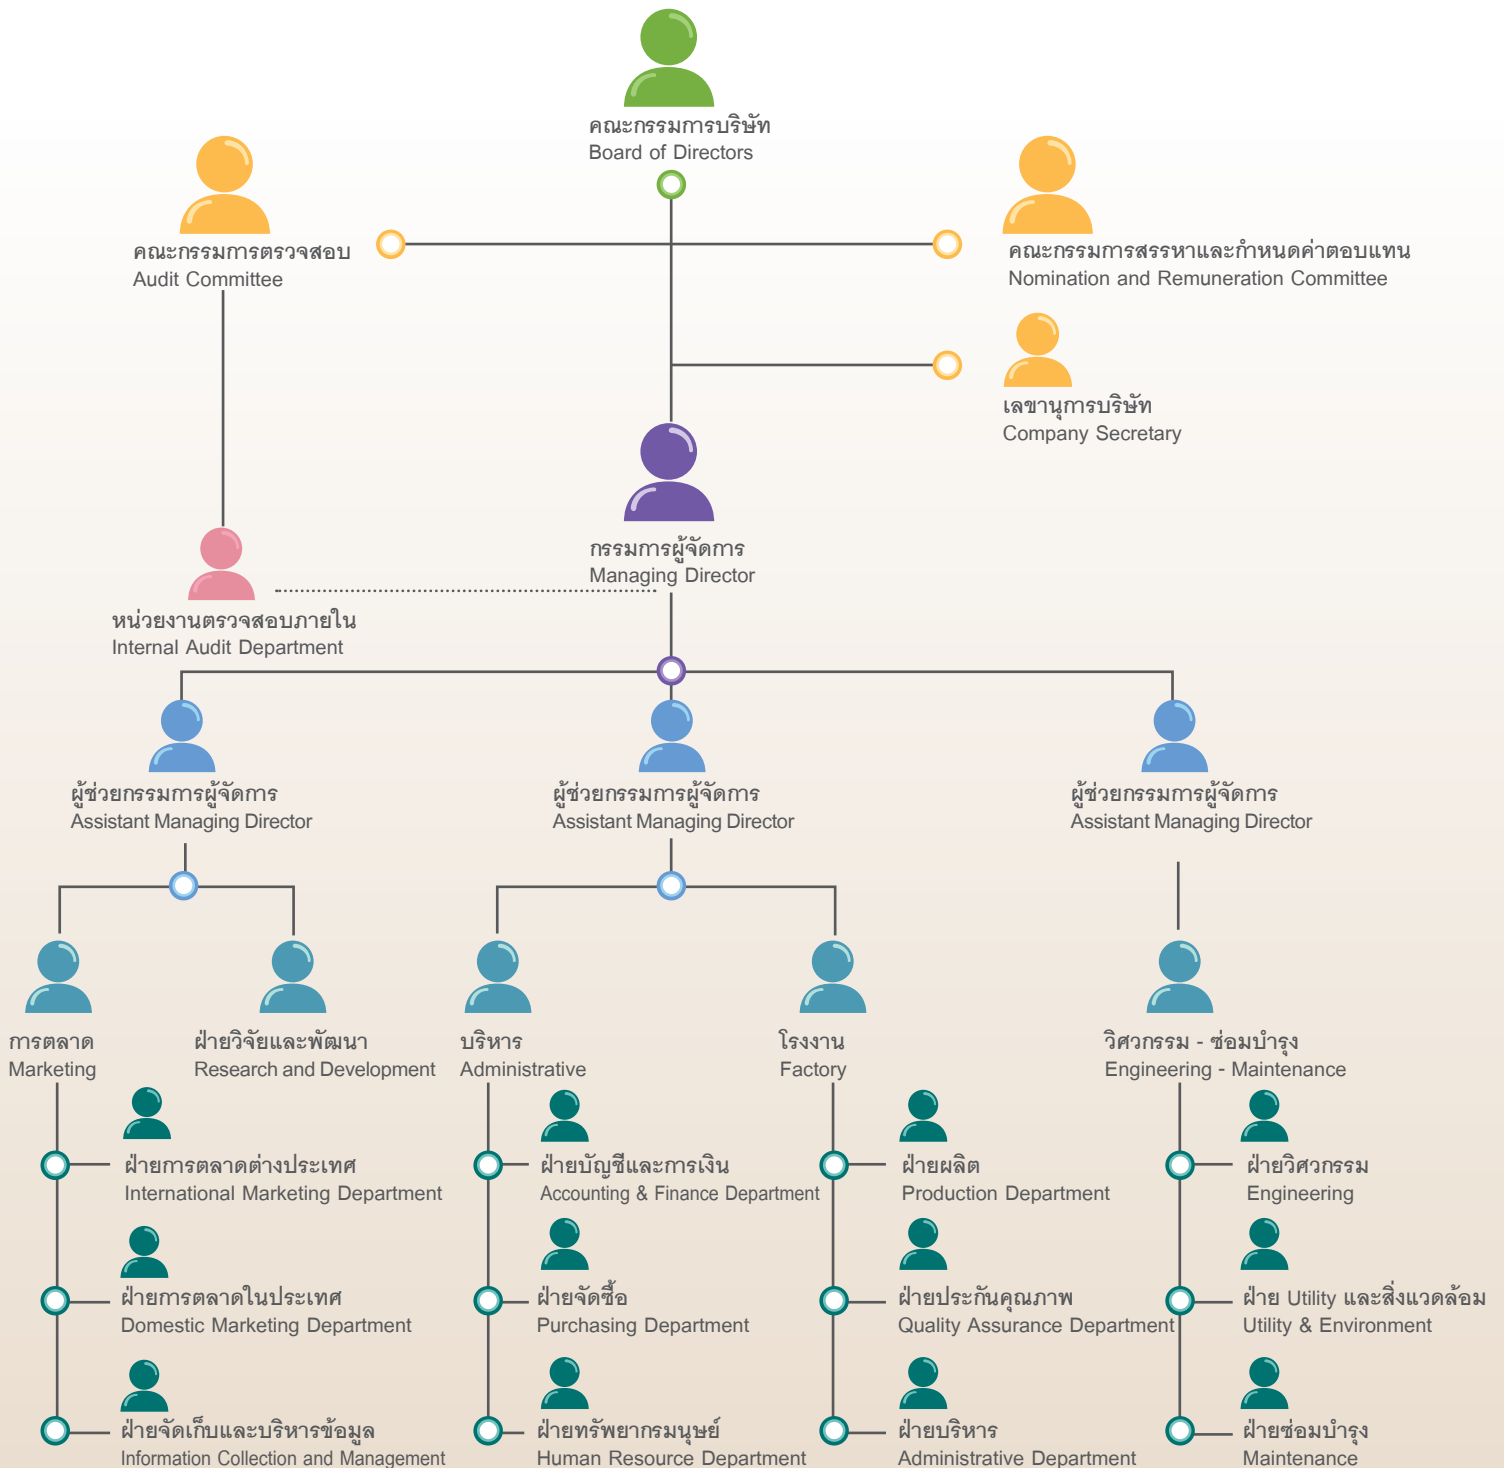 คณะกรรมการบริษัท
Board of Directors
คณะกรรมการตรวจสอบ
Audit Committee
คณะกรรมการสรรหาและกำหนดค่าตอบแทน
Nomination and Remuneration Committee
เลขานุการบริษัท
Company Secretary
กรรมการผู้จัดการ
Managing Director
หน่วยงานตรวจสอบภายใน
Internal Audit Department
ผู้ช่วยกรรมการผู้จัดการ
Assistant Managing Director
ผู้ช่วยกรรมการผู้จัดการ
Assistant Managing Director
ผู้ช่วยกรรมการผู้จัดการ
Assistant Managing Director
การตลาด
Marketing
ฝ่ายวิจัยและพัฒนา
Research and Development
บริหาร
Administrative
โรงงาน
Factory
วิศวกรรม - ซ่อมบำรุง
Engineering - Maintenance
ฝ่ายการตลาดต่างประเทศ
International Marketing Department
ฝ่ายบัญชีและการเงิน
Accounting & Finance Department
ฝ่ายผลิต
Production Department
ฝ่ายวิศวกรรม
Engineering
ฝ่ายการตลาดในประเทศ
Domestic Marketing Department
ฝ่ายจัดซื้อ
Purchasing Department
ฝ่ายประกันคุณภาพ
Quality Assurance Department
ฝ่าย Utility และสิ่งแวดล้อม
Utility & Environment
ฝ่ายจัดเก็บและบริหารข้อมูล
Information Collection and Management
ฝ่ายทรัพยากรมนุษย์
Human Resource Department
ฝ่ายบริหาร
Administrative Department
ฝ่ายซ่อมบำรุง
Maintenance